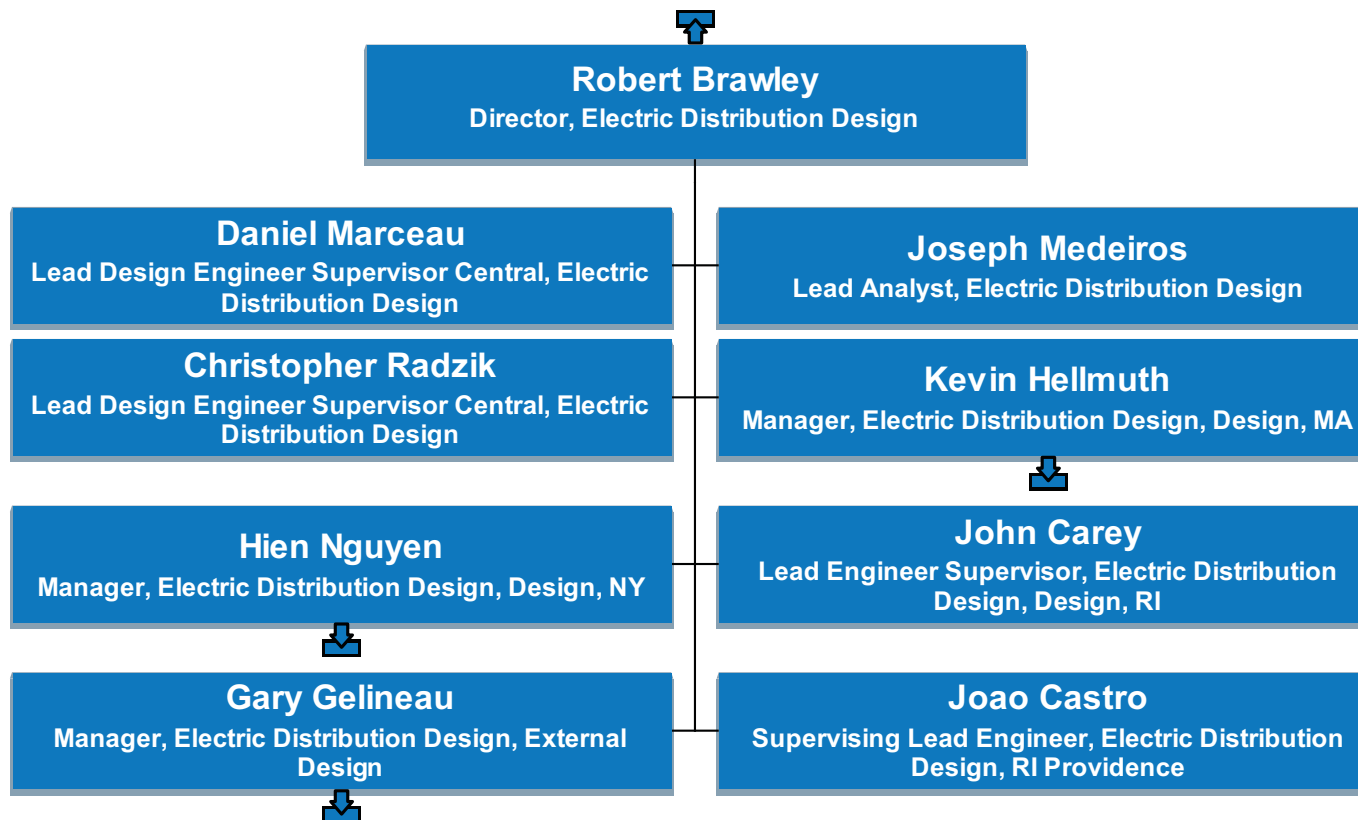 Robert Brawley
Director, Electric Distribution Design
Daniel Marceau
Lead Design Engineer Supervisor Central, Electric
Distribution Design
Joseph Medeiros
Lead Analyst, Electric Distribution Design
Christopher Radzik
Lead Design Engineer Supervisor Central, Electric
Distribution Design
Kevin Hellmuth
Manager, Electric Distribution Design, Design, MA
Hien Nguyen
Manager, Electric Distribution Design, Design, NY
John Carey
Lead Engineer Supervisor, Electric Distribution
Design, Design, RI
Gary Gelineau
Manager, Electric Distribution Design, External
Design
Joao Castro
Supervising Lead Engineer, Electric Distribution
Design, RI Providence